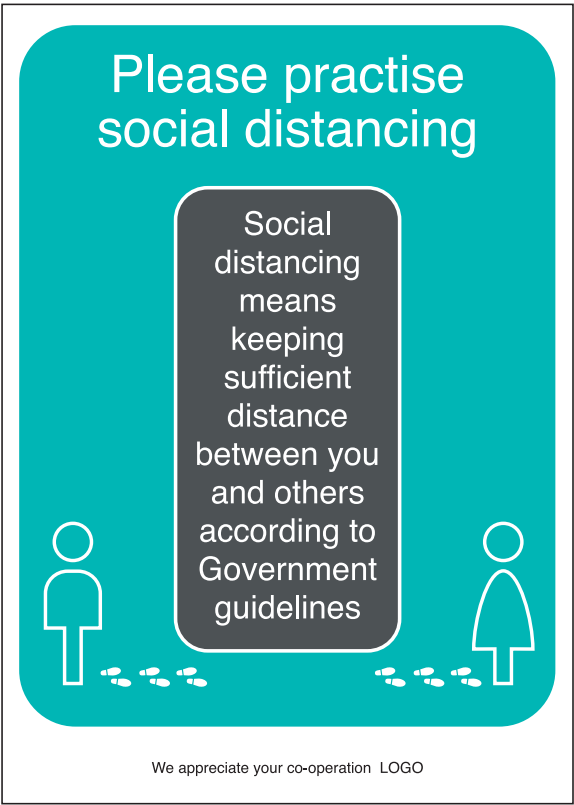 Please practise
social distancing
Social
distancing
means
keeping
sufficient
distance
between you
and others
according to
Government
guidelines
We appreciate your co-operation  LOGO